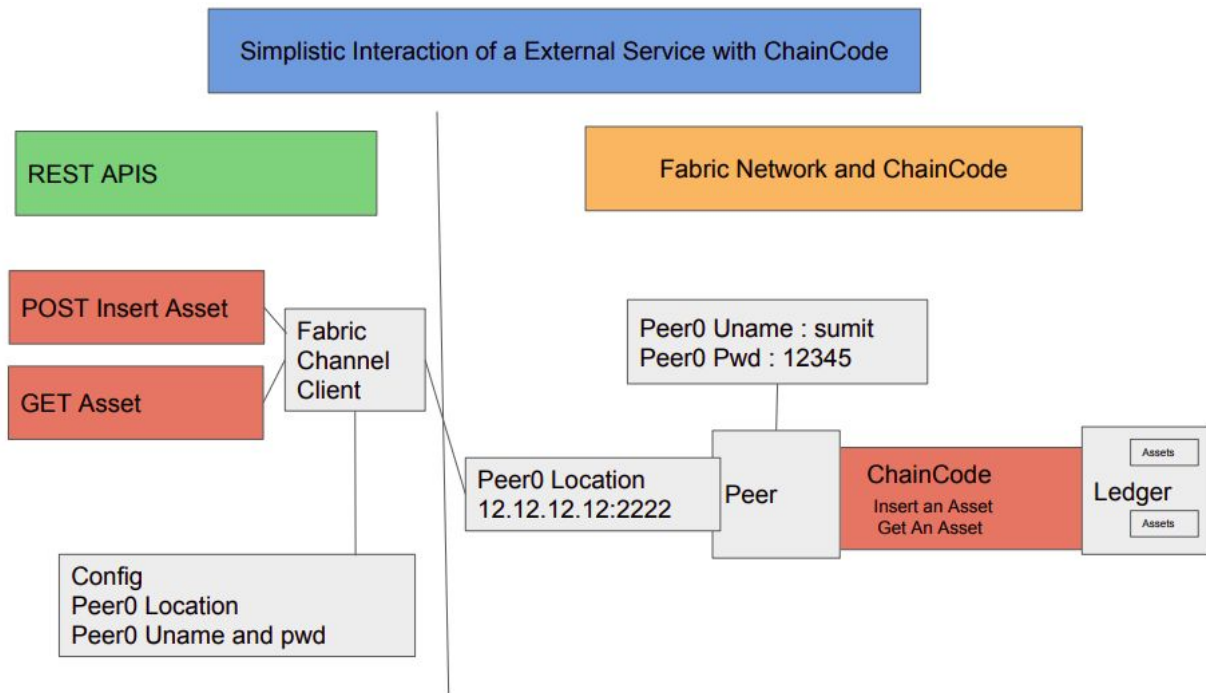 Simplistic Interaction of a External Service with ChainCode
REST APIS
Fabric Network and ChainCode
POST Insert Asset
GET Asset
Fabric
Channel
Client
Peer0 Uname : sumit
Peer0 Pwd : 12345
Peer0 Location
12.12.12.12:2222
Peer
ChainCode
Insert an Asset
Get An Asset
Ledger
Assets
Assets
Config
Peer0 Location
Peer0 Uname and pwd